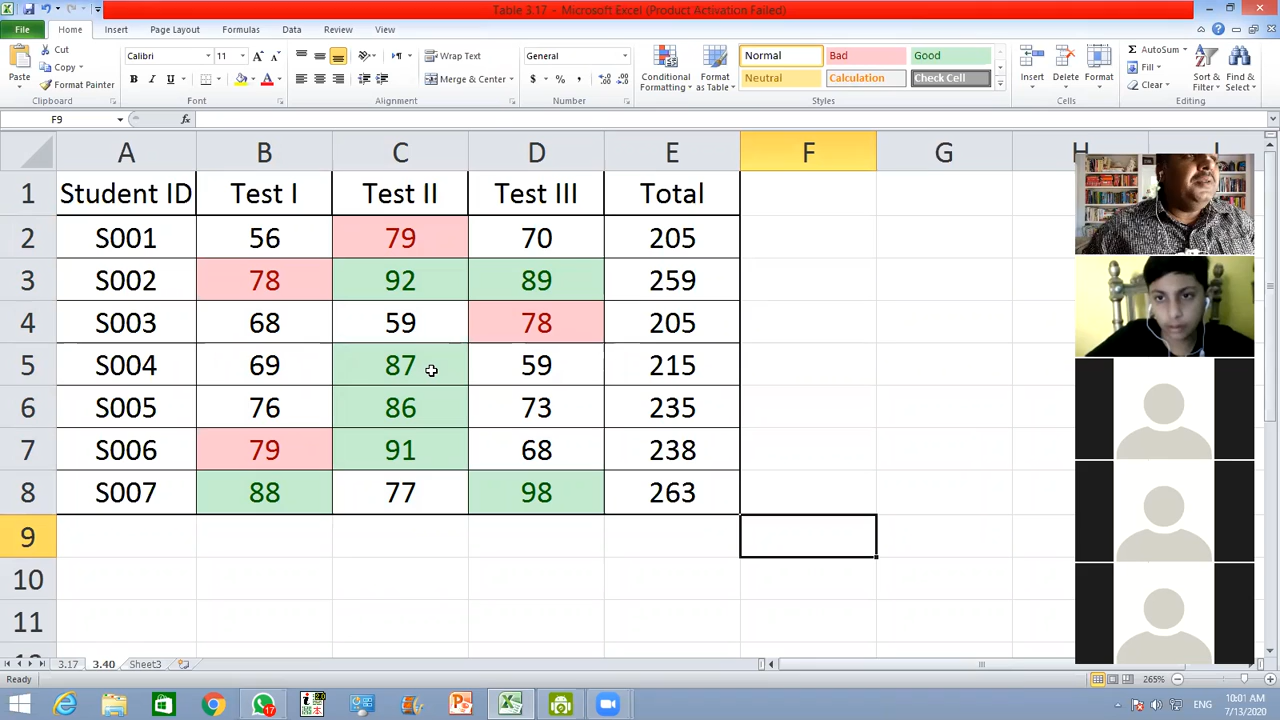 Table 3.17 - Microsoft Excel (Product Activation Failed)
File Home Insert Page Layout Formulas Data Review View
Paste
Cut
Copy
Format Painter
Clipboard
Calibri 11
B I U
Font
Wrap Text
Merge & Center
Alignment
General
$ % ,
Number
Conditional Formatting
Format as Table
Normal Bad Good
Neutral Calculation Check Cell
Styles
Insert Delete Format
Cells
AutoSum
Fill
Clear
Sort & Filter
Find & Select
Editing
F9 fx
A B C D E F G H
1 Student ID Test I Test II Test III Total
2 S001 56 79 70 205
3 S002 78 92 89 259
4 S003 68 59 78 205
5 S004 69 87 59 215
6 S005 76 86 73 235
7 S006 79 91 68 238
8 S007 88 77 98 263
9
10
11
3.17 3.40 Sheet3
Ready 265%
17
ENG
10:01 AM
7/13/2020